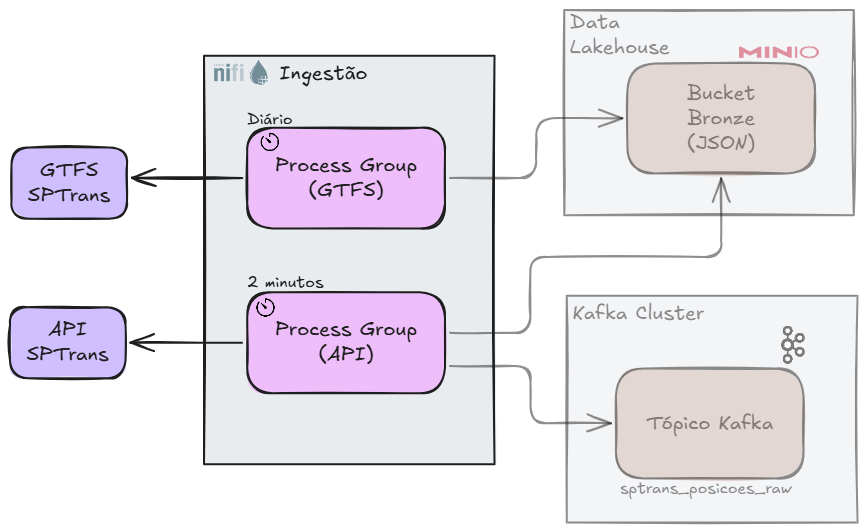 Data
Lakehouse
MINIO
nifi
Ingestão
Bucket
Bronze
(JSON)
Diário
Process Group
(GTFS)
GTFS
SPTrans
2 minutos
Process Group
(API)
API
SPTrans
Kafka Cluster
Tópico Kafka
sptrans_posicoes_raw